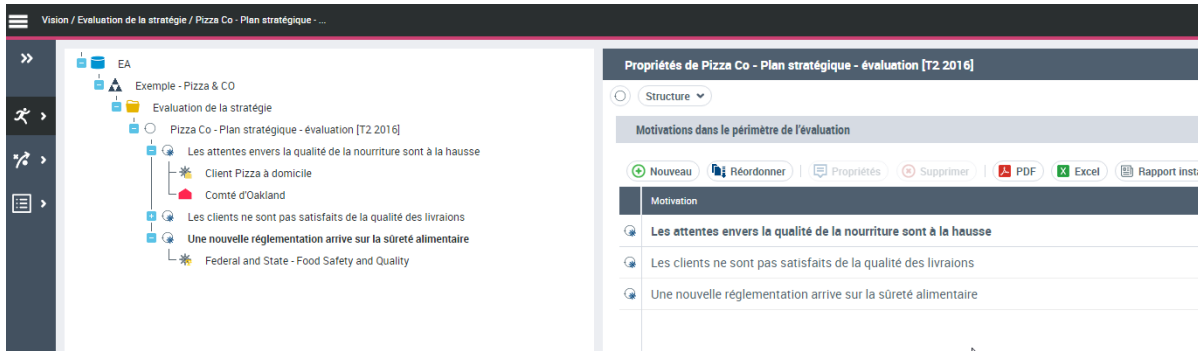 Vision / Evaluation de la stratégie / Pizza Co - Plan stratégique - ...
EA
Exemple - Pizza & CO
Evaluation de la stratégie
Pizza Co - Plan stratégique - évaluation [T2 2016]
Les attentes envers la qualité de la nourriture sont à la hausse
Client Pizza à domicile
Comté d'Oakland
Les clients ne sont pas satisfaits de la qualité des livraions
Une nouvelle réglementation arrive sur la sûreté alimentaire
Federal and State - Food Safety and Quality
Propriétés de Pizza Co - Plan stratégique - évaluation [T2 2016]
Structure
Motivations dans le périmètre de l'évaluation
Nouveau Réordonner Propriétés Supprimer PDF Excel Rapport insta
Motivation
Les attentes envers la qualité de la nourriture sont à la hausse
Les clients ne sont pas satisfaits de la qualité des livraions
Une nouvelle réglementation arrive sur la sûreté alimentaire